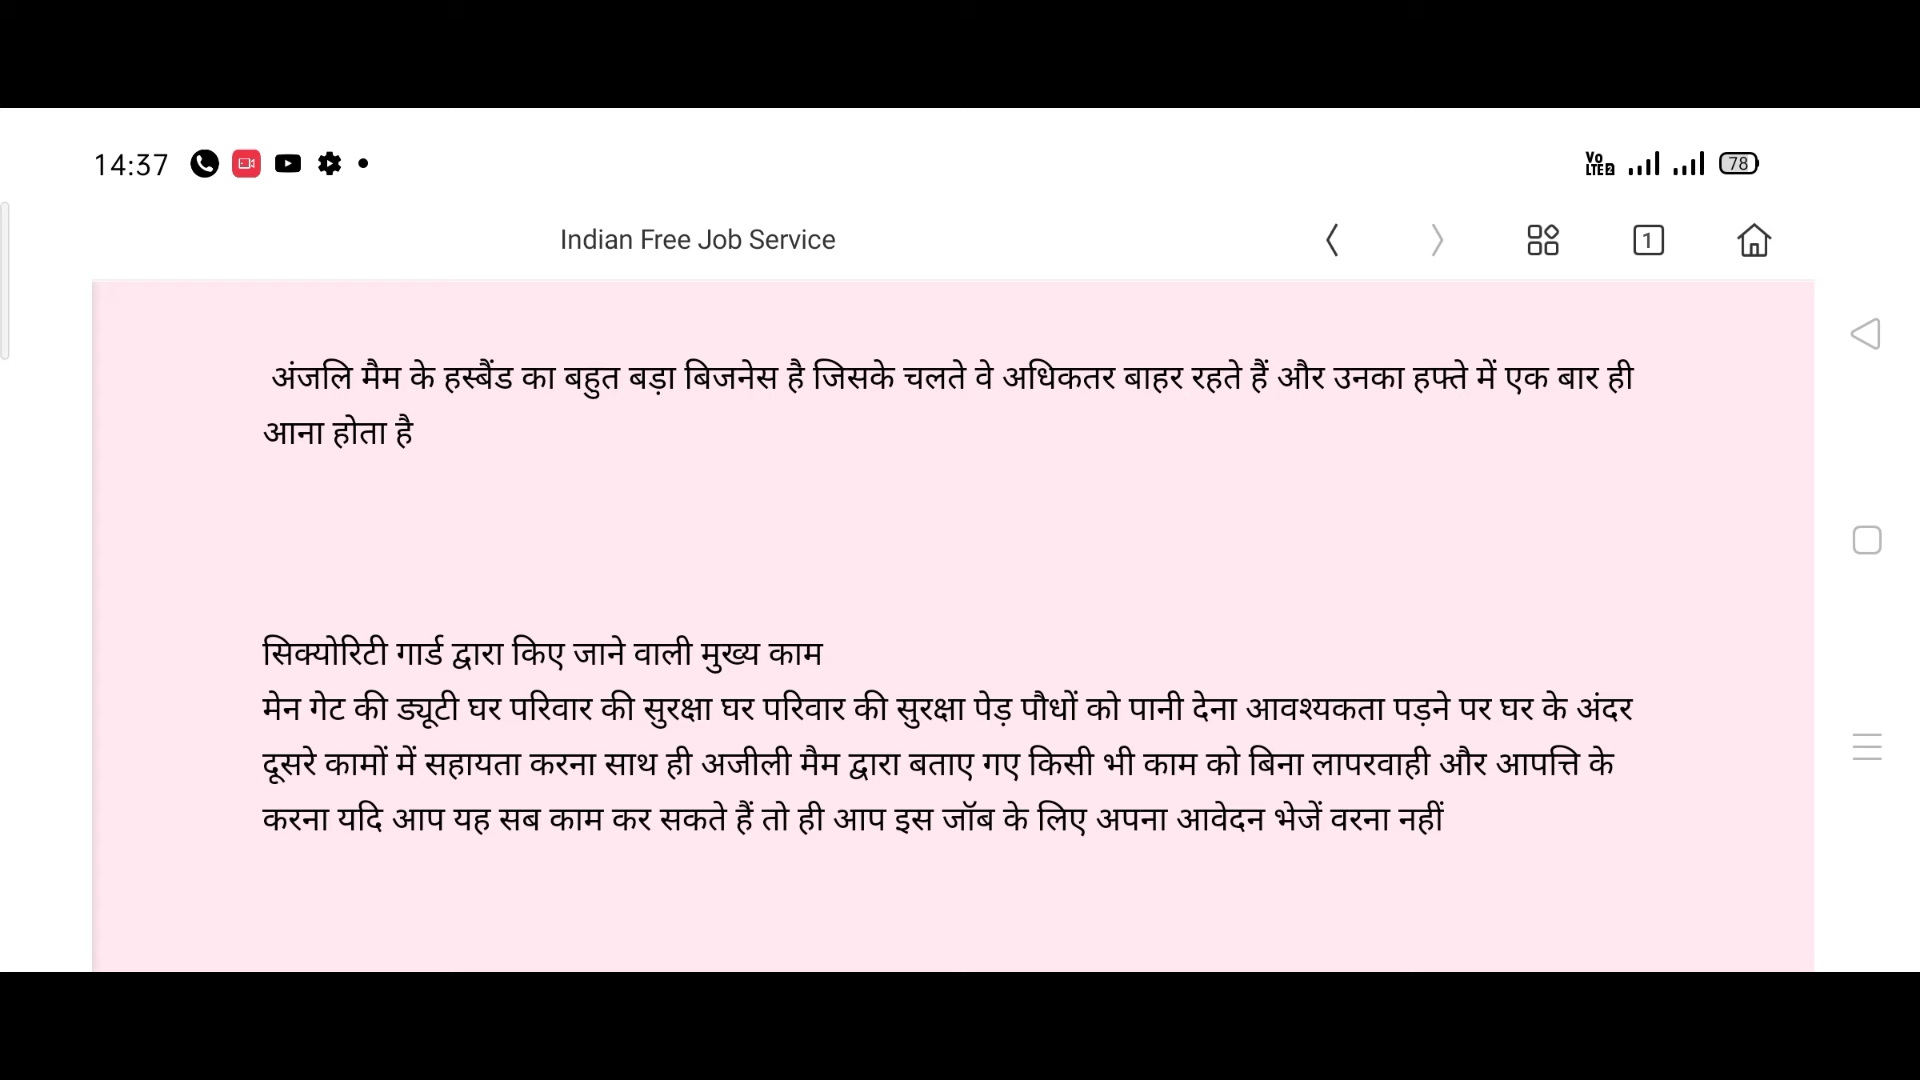 14:37
Vo LTE2 78
Indian Free Job Service
1
अंजलि मैम के हस्बैंड का बहुत बड़ा बिजनेस है जिसके चलते वे अधिकतर बाहर रहते हैं और उनका हफ्ते में एक बार ही
आना होता है
सिक्योरिटी गार्ड द्वारा किए जाने वाली मुख्य काम
मेन गेट की ड्यूटी घर परिवार की सुरक्षा घर परिवार की सुरक्षा पेड़ पौधों को पानी देना आवश्यकता पड़ने पर घर के अंदर
दूसरे कामों में सहायता करना साथ ही अजीली मैम द्वारा बताए गए किसी भी काम को बिना लापरवाही और आपत्ति के
करना यदि आप यह सब काम कर सकते हैं तो ही आप इस जॉब के लिए अपना आवेदन भेजें वरना नहीं